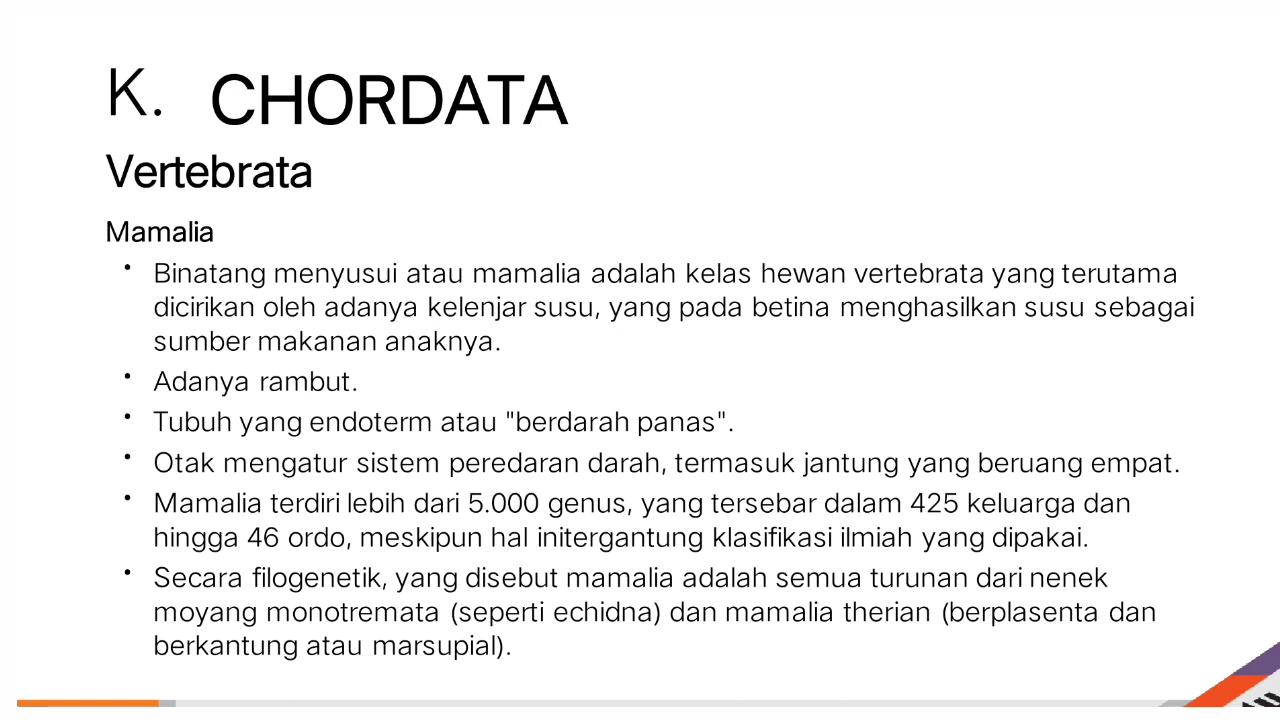 K. CHORDATA
Vertebrata
Mamalia
• Binatang menyusui atau mamalia adalah kelas hewan vertebrata yang terutama
dicirikan oleh adanya kelenjar susu, yang pada betina menghasilkan susu sebagai
sumber makanan anaknya.
• Adanya rambut.
• Tubuh yang endoterm atau "berdarah panas".
• Otak mengatur sistem peredaran darah, termasuk jantung yang beruang empat.
• Mamalia terdiri lebih dari 5.000 genus, yang tersebar dalam 425 keluarga dan
hingga 46 ordo, meskipun hal initergantung klasifikasi ilmiah yang dipakai.
• Secara filogenetik, yang disebut mamalia adalah semua turunan dari nenek
moyang monotremata (seperti echidna) dan mamalia therian (berplasenta dan
berkantung atau marsupial).